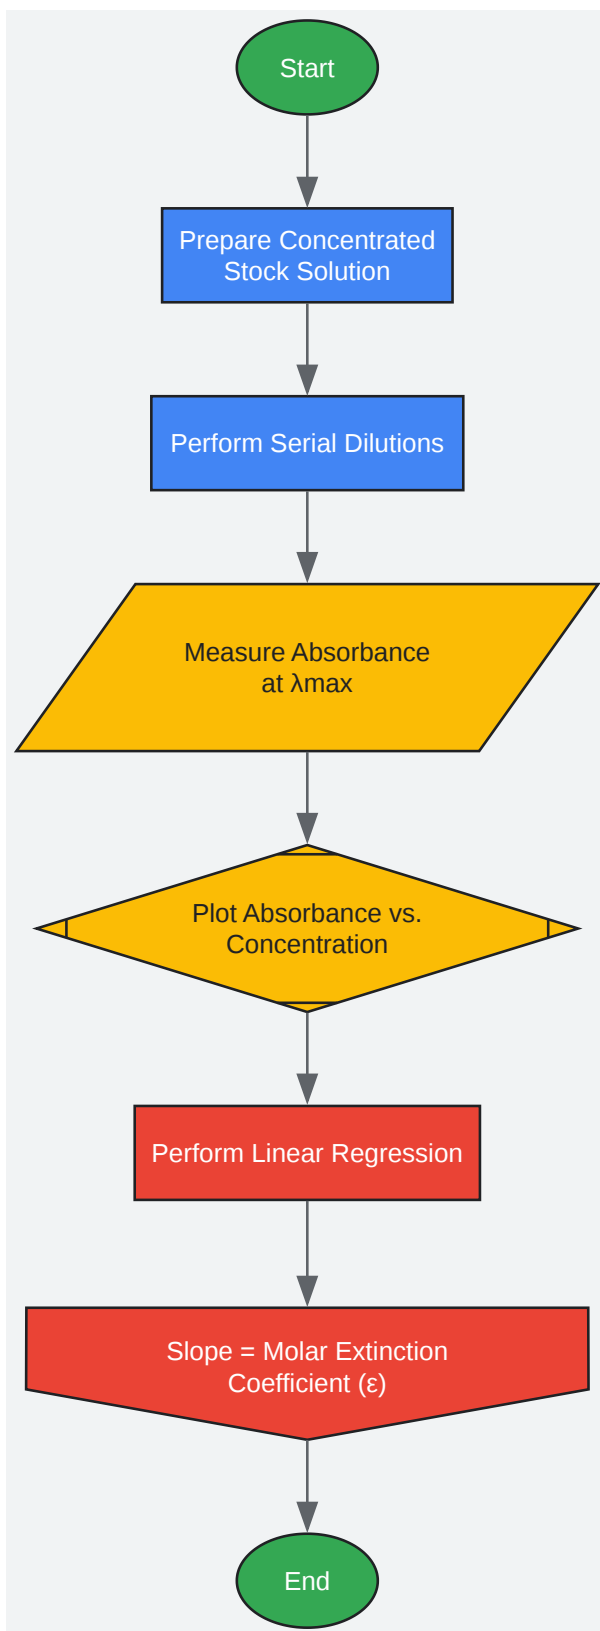 Start
Prepare Concentrated
Stock Solution
Perform Serial Dilutions
Measure Absorbance
at λmax
Plot Absorbance vs.
Concentration
Perform Linear Regression
Slope = Molar Extinction
Coefficient (ε)
End